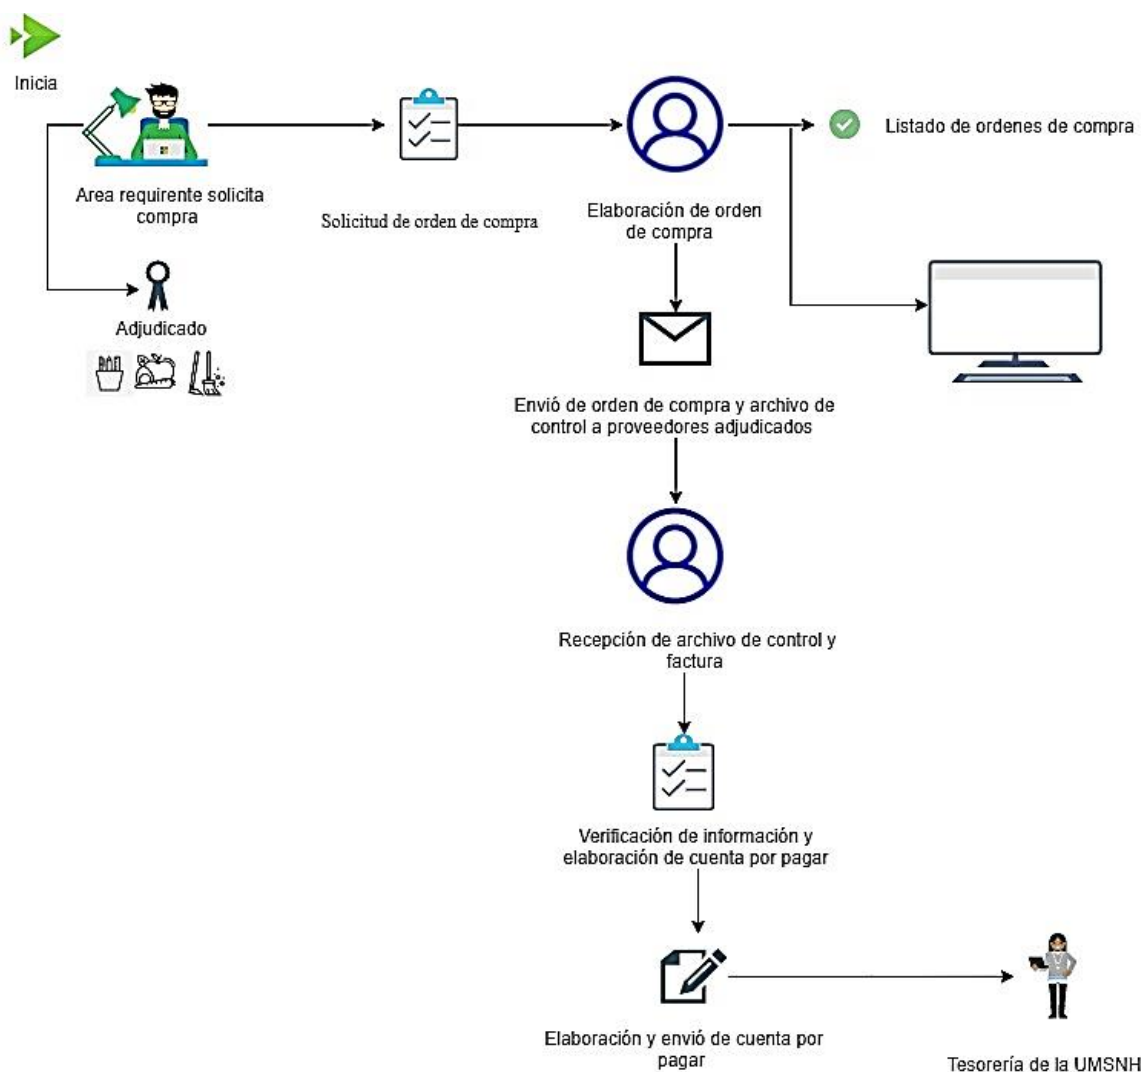 Inicia
Area requirente solicita
compra
Solicitud de orden de compra
Elaboración de orden
de compra
Listado de ordenes de compra
Adjudicado
Envió de orden de compra y archivo de
control a proveedores adjudicados
Recepción de archivo de control y
factura
Verificación de información y
elaboración de cuenta por pagar
Elaboración y envió de cuenta por
pagar
Tesorería de la UMSNH